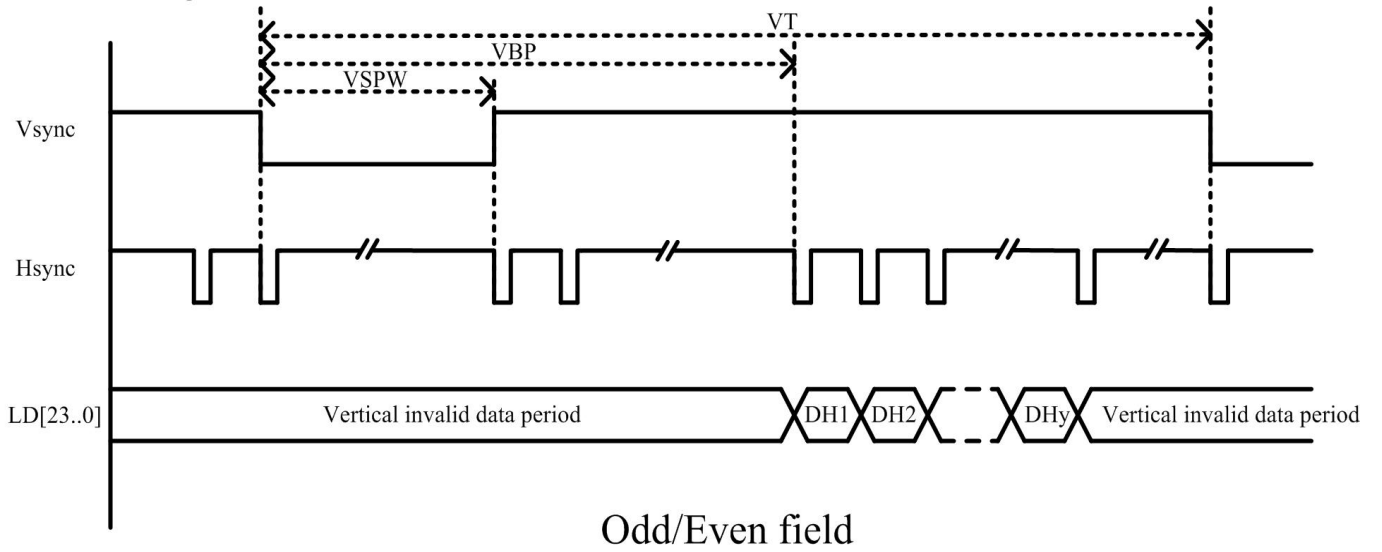 VT
VBP
VSPW
Vsync
Hsync
LD[23..0]
Vertical invalid data period
DH1
DH2
DHy
Vertical invalid data period
Odd/Even field